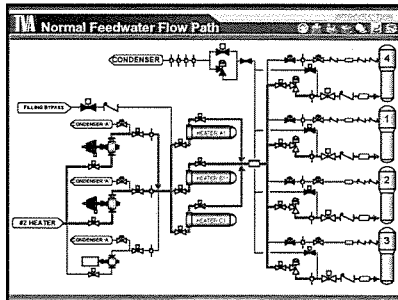 TVA Normal Feedwater Flow Path
CONDENSER
4
FILLING BYPASS
CONDENSER A
1
HEATER A1
CONDENSER A
HEATER B1
2
#2 HEATER
HEATER C1
CONDENSER A
3